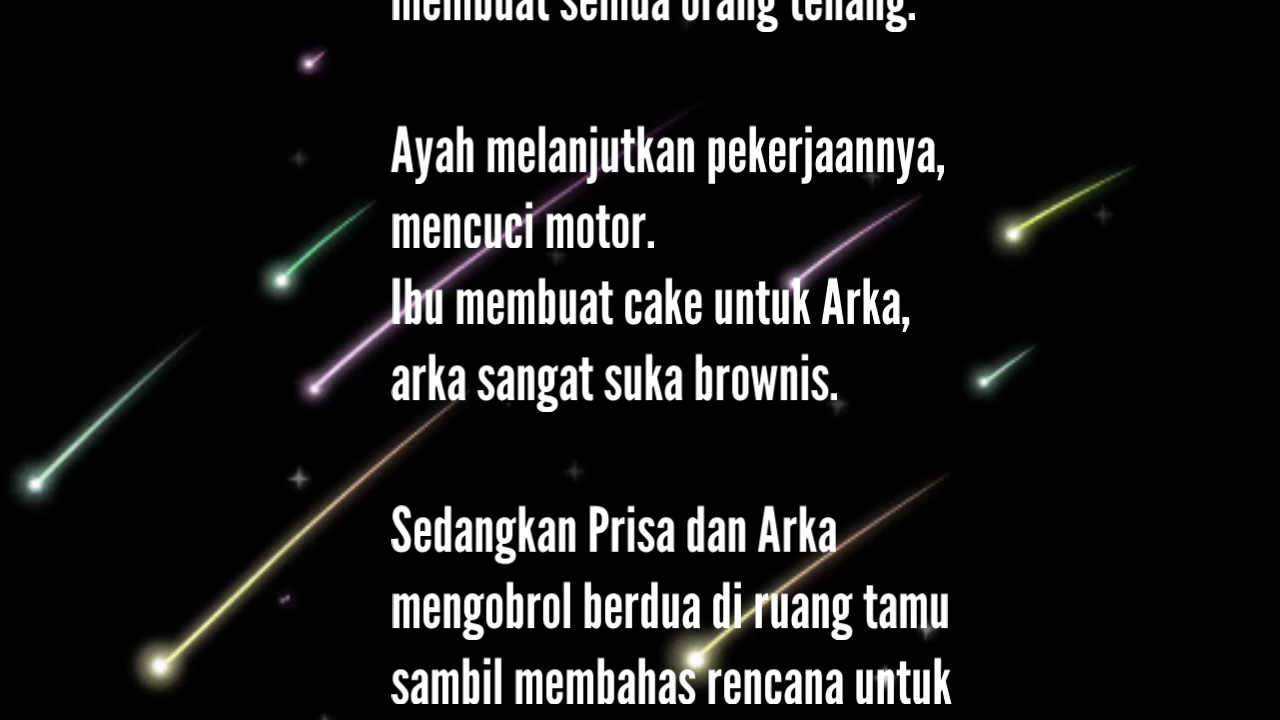 membuat semua orang tenang.
Ayah melanjutkan pekerjaannya,
mencuci motor.
Ibu membuat cake untuk Arka,
arka sangat suka brownis.
Sedangkan Prisa dan Arka
mengobrol berdua di ruang tamu
sambil membahas rencana untuk